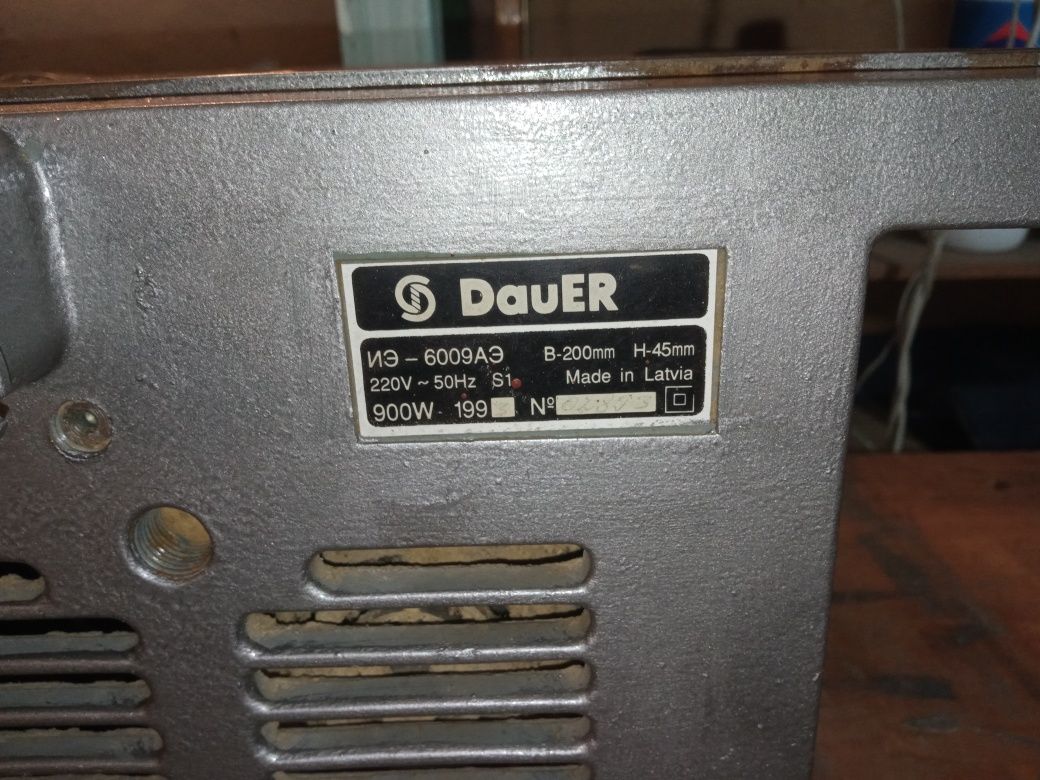 DauER
ИЭ – 6009АЭ B-200mm H-45mm
220V ~ 50Hz S1 Made in Latvia
900W 199 №